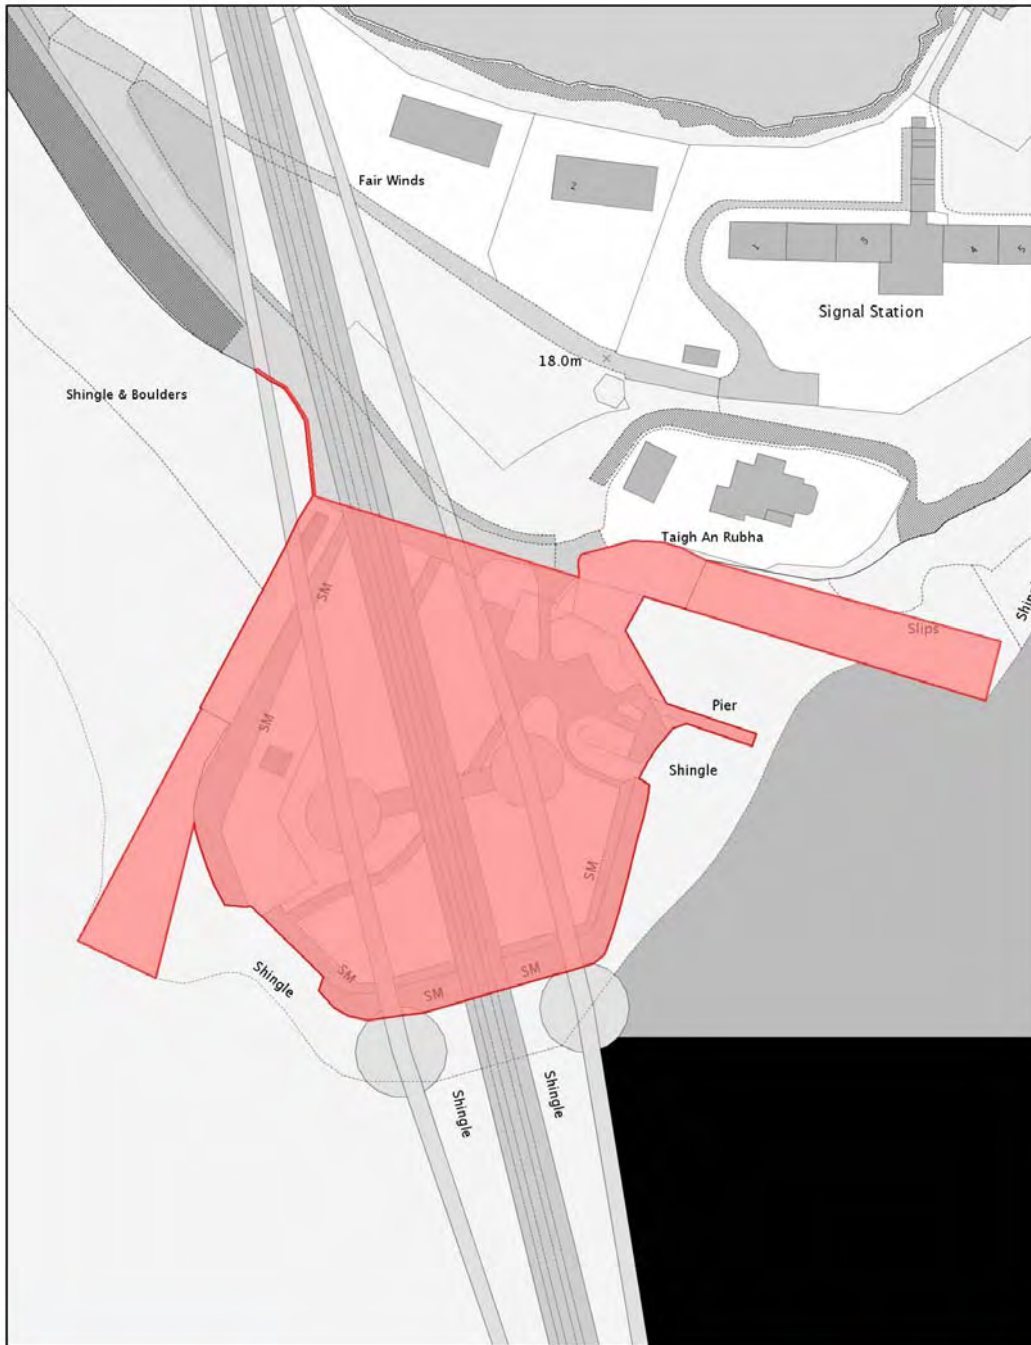 Fair Winds
2
1
3
4
5
Signal Station
18.0m
Shingle & Boulders
Taigh An Rubha
SM
Slips
SM
Pier
Shingle
SM
Shingle
SM
SM
SM
Shingle
Shingle